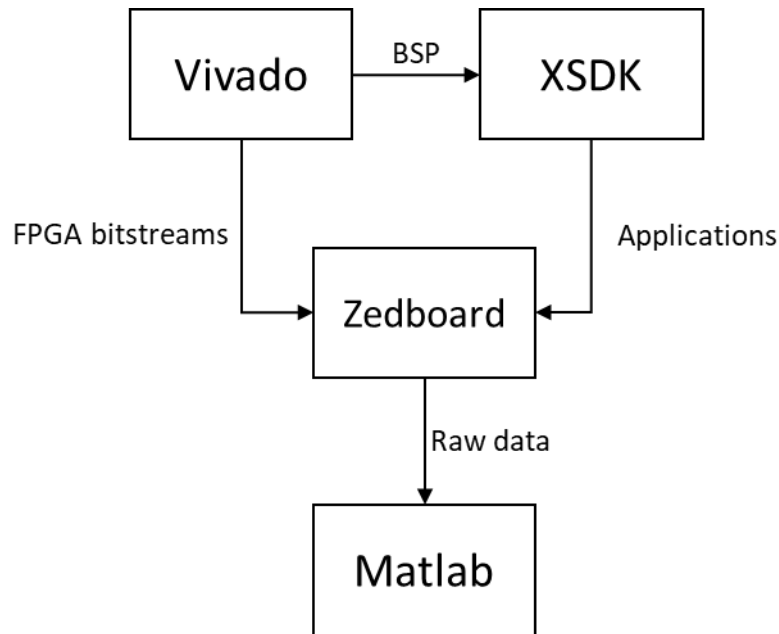 Vivado
BSP
XSDK
FPGA bitstreams
Applications
Zedboard
Raw data
Matlab